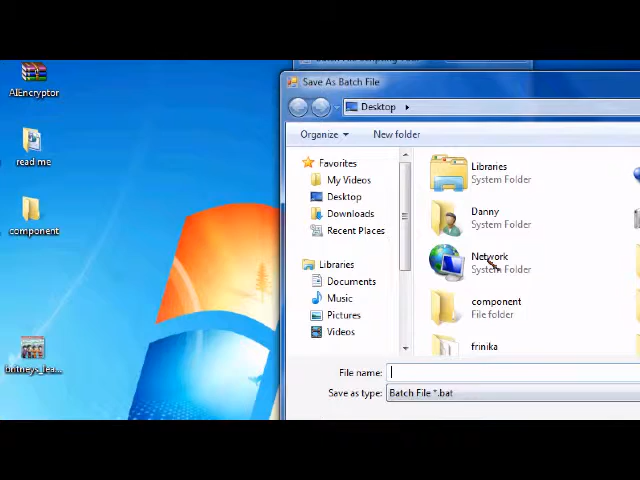 AIEncryptor
read me
component
Save As Batch File
Desktop
Organize
New folder
Favorites
My Videos
Desktop
Downloads
Recent Places
Libraries
Documents
Music
Pictures
Videos
Libraries
System Folder
Danny
System Folder
Network
System Folder
component
File folder
frinika
File name:
Save as type:
Batch File *.bat